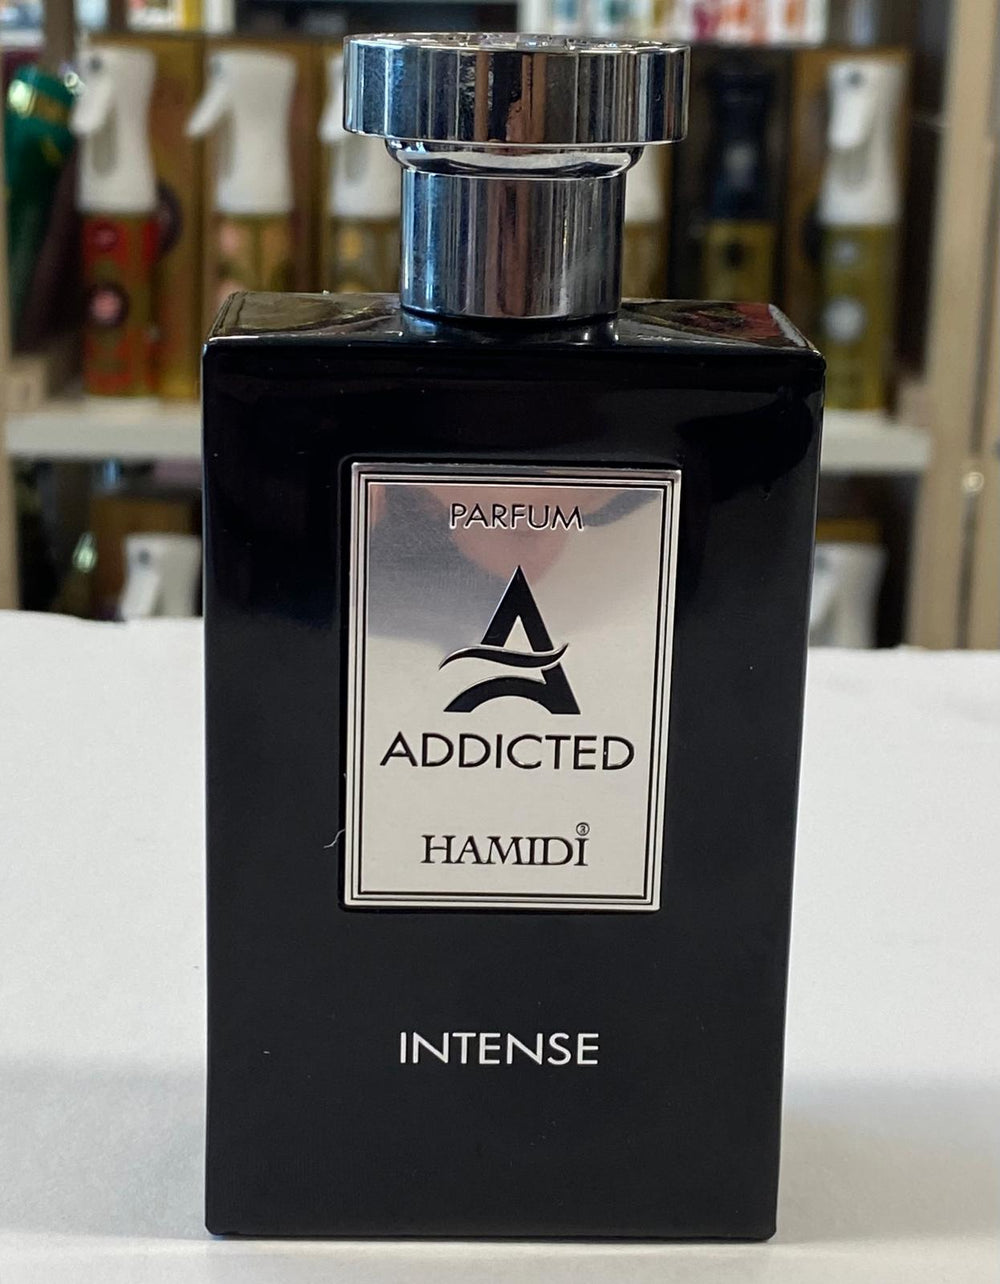 PARFUM
A
ADDICTED
HAMIDI®
INTENSE